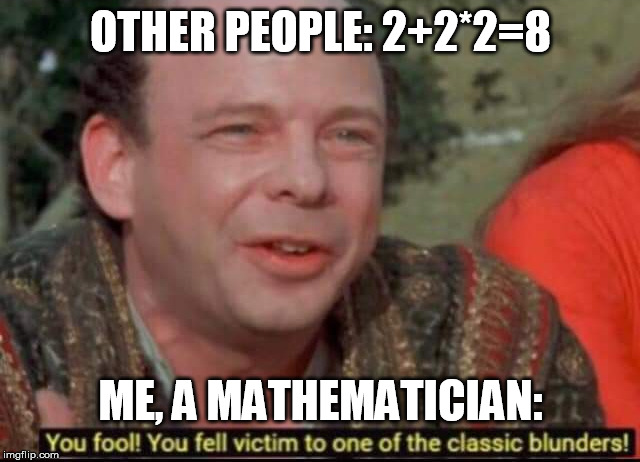 OTHER PEOPLE: 2+2*2=8
ME, A MATHEMATICIAN:
You fool! You fell victim to one of the classic blunders!
imgflip.com